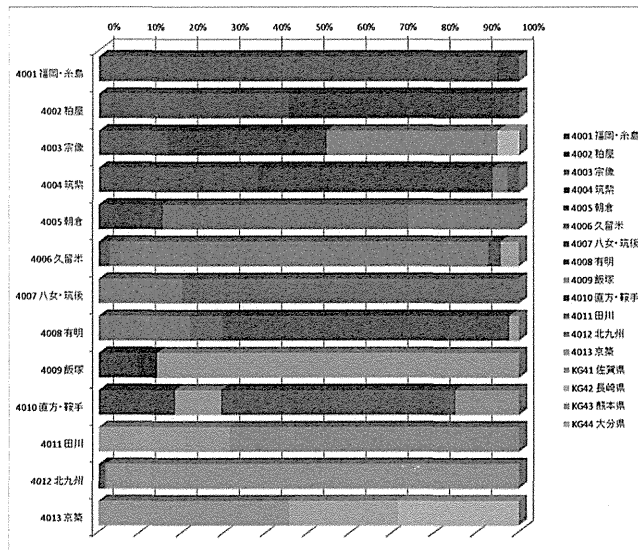 0% 10% 20% 30% 40% 50% 60% 70% 80% 90% 100%
4001 福岡・糸島
4002 粕屋
4003 宗像
4004 筑紫
4005 朝倉
4006 久留米
4007 八女・筑後
4008 有明
4009 飯塚
4010 直方・鞍手
4011 田川
4012 北九州
4013 京築
4001 福岡・糸島
4002 粕屋
4003 宗像
4004 筑紫
4005 朝倉
4006 久留米
4007 八女・筑後
4008 有明
4009 飯塚
4010 直方・鞍手
4011 田川
4012 北九州
4013 京築
KG41 佐賀県
KG42 長崎県
KG43 熊本県
KG44 大分県